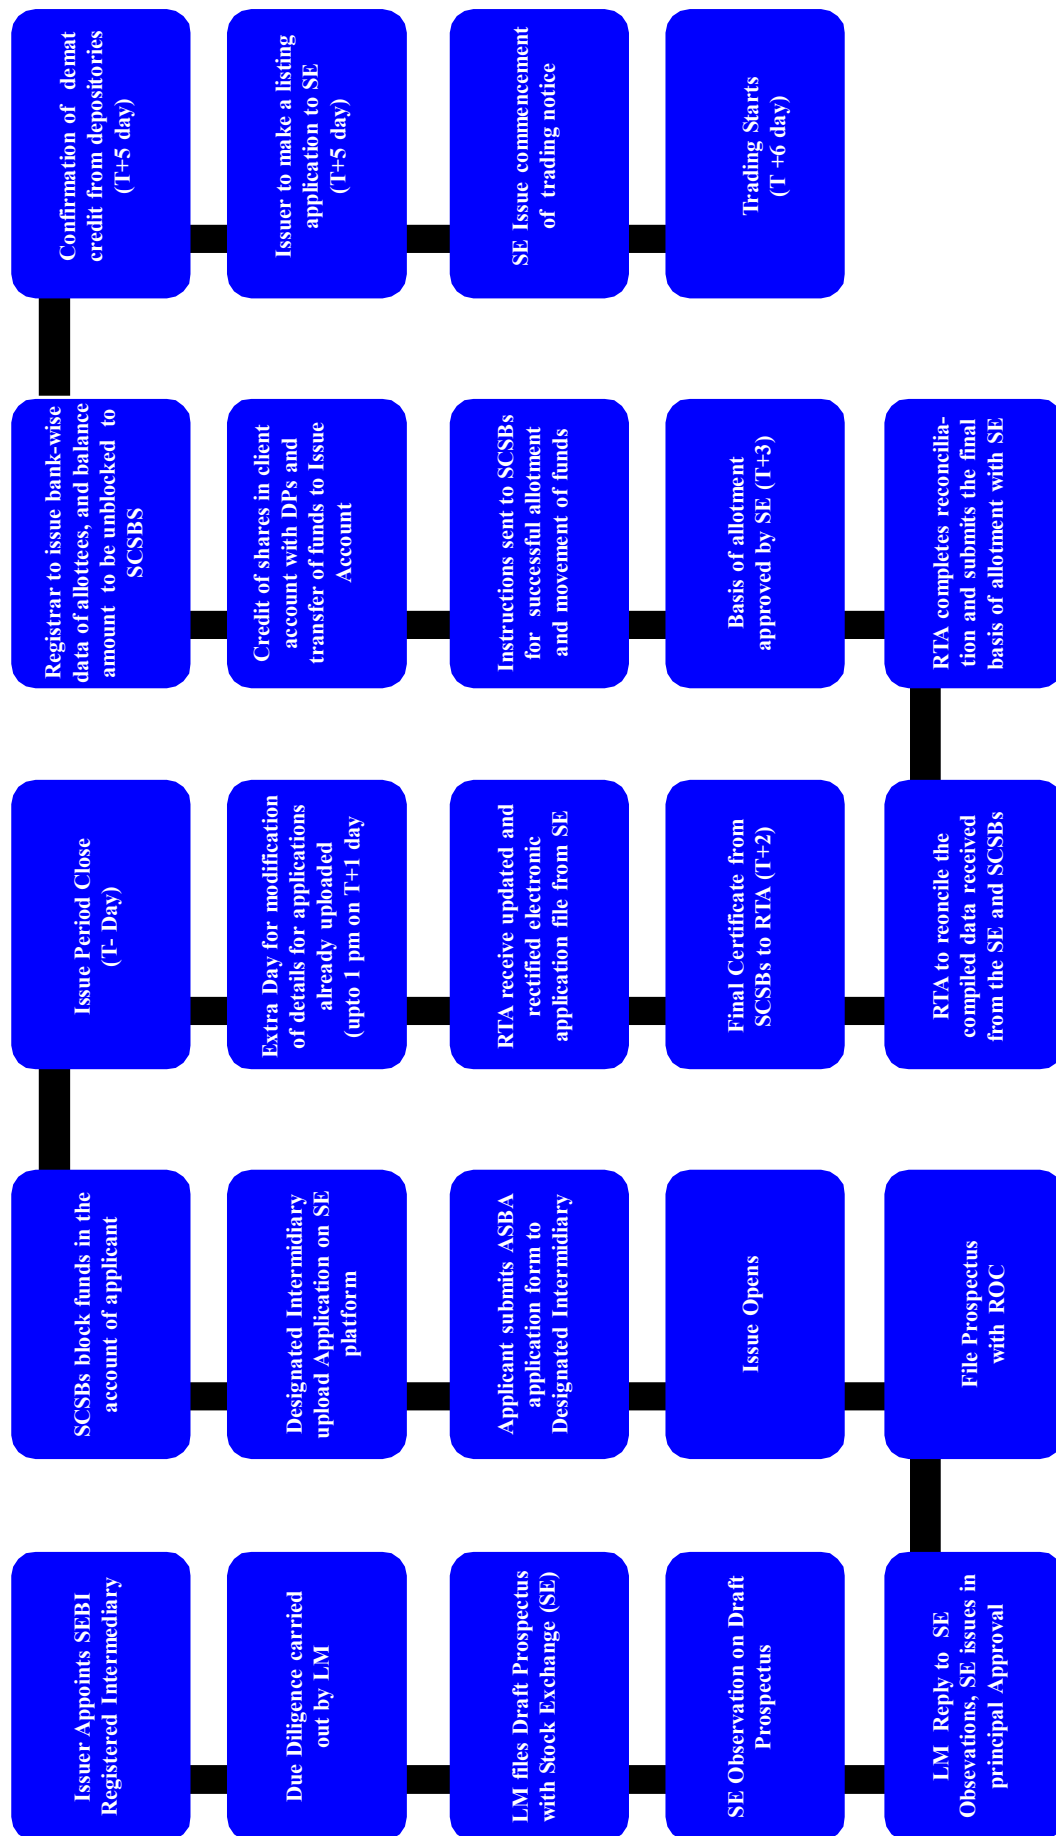 Issuer Appoints SEBI
Registered Intermediary
Due Diligence carried
out by LM
LM files Draft Prospectus
with Stock Exchange (SE)
SE Observation on Draft
Prospectus
LM Reply to SE
Obsevations, SE issues in
principal Approval
File Prospectus
with ROC
Issue Opens
Applicant submits ASBA
application form to
Designated Intermidiary
Designated Intermidiary
upload Application on SE
platform
SCSBs block funds in the
account of applicant
Issue Period Close
(T- Day)
Extra Day for modification
of details for applications
already uploaded
(upto 1 pm on T+1 day
RTA receive updated and
rectified electronic
application file from SE
Final Certificate from
SCSBs to RTA (T+2)
RTA to reoncile the
compiled data received
from the SE and SCSBs
RTA completes reconcilia-
tion and submits the final
basis of allotment with SE
Basis of allotment
approved by SE (T+3)
Instructions sent to SCSBs
for successful allotment
and movement of funds
Credit of shares in client
account with DPs and
transfer of funds to Issue
Account
Registrar to issue bank-wise
data of allottees, and balance
amount to be unblocked to
SCSBS
Confirmation of demat
credit from depositories
(T+5 day)
Issuer to make a listing
application to SE
(T+5 day)
SE Issue commencement
of trading notice
Trading Starts
(T +6 day)